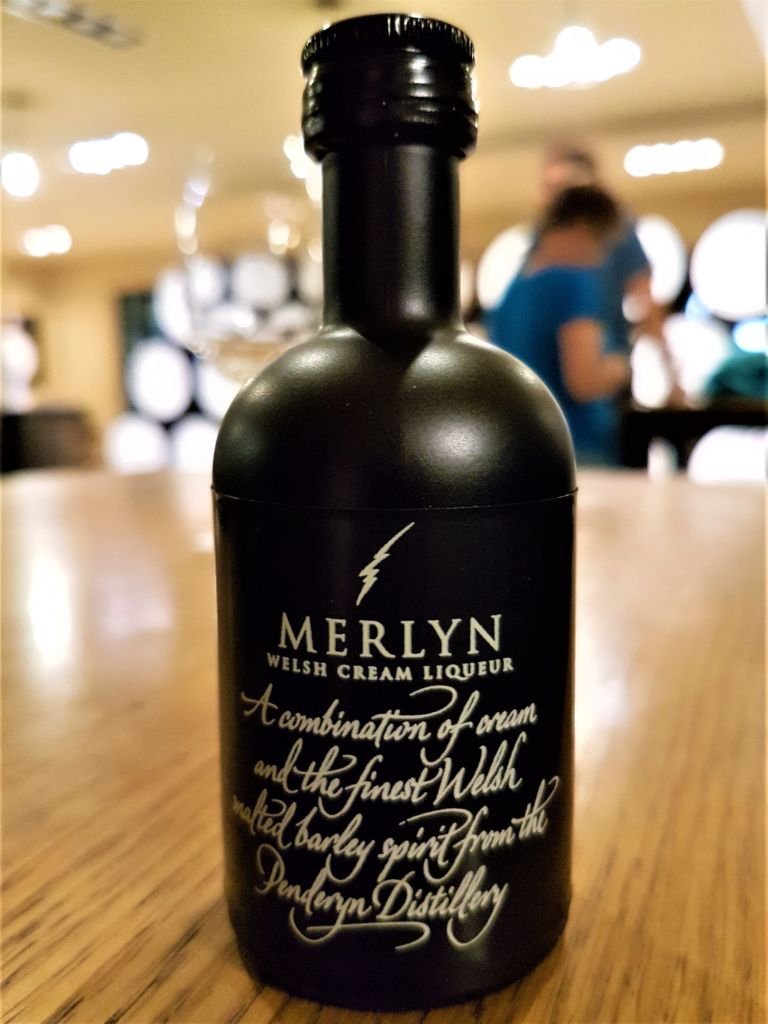 MERLYN
WELSH CREAM LIQUEUR
A combination of cream
and the finest Welsh
malted barley spirit from the
Penderyn Distillery